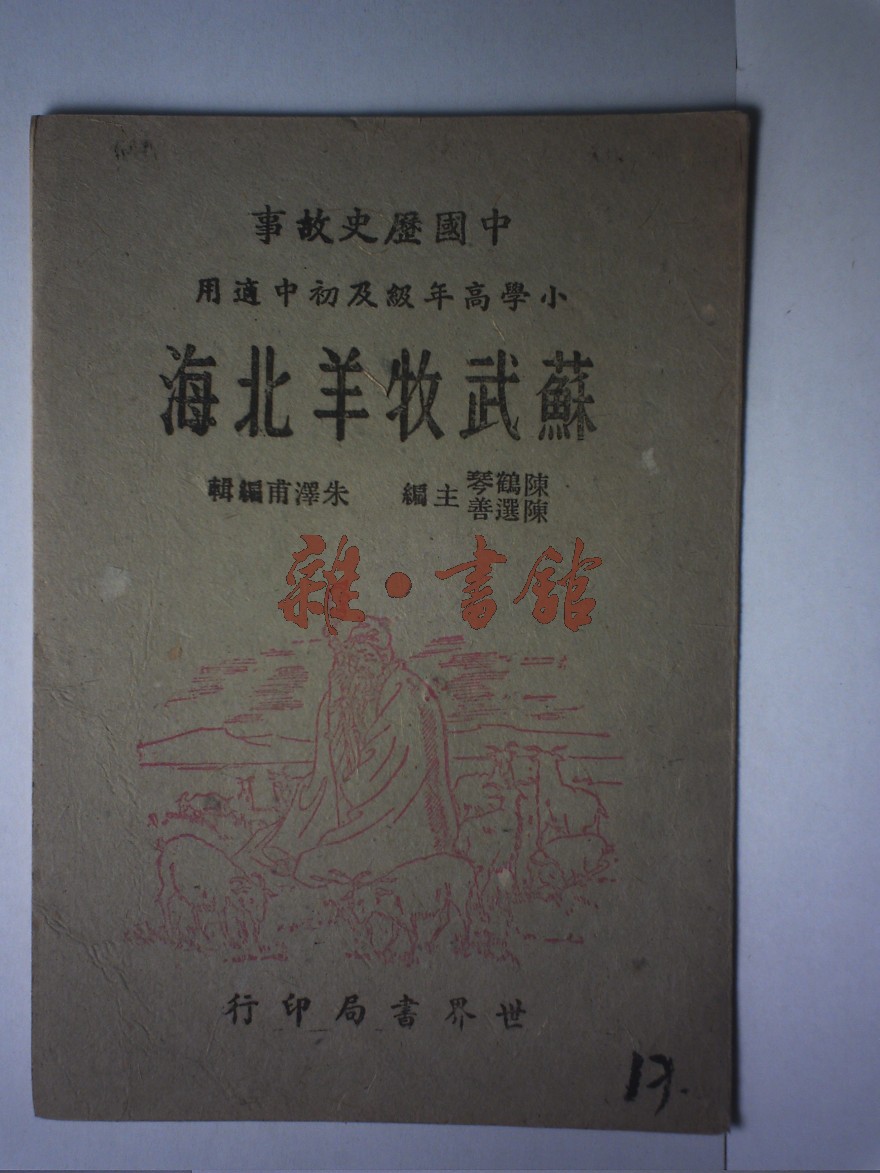 中國歷史故事
小學高年級及初中適用
蘇武牧羊北海
陳鶴琴
陳選善
主編 朱澤甫編輯
雜·書館
世界書局印行